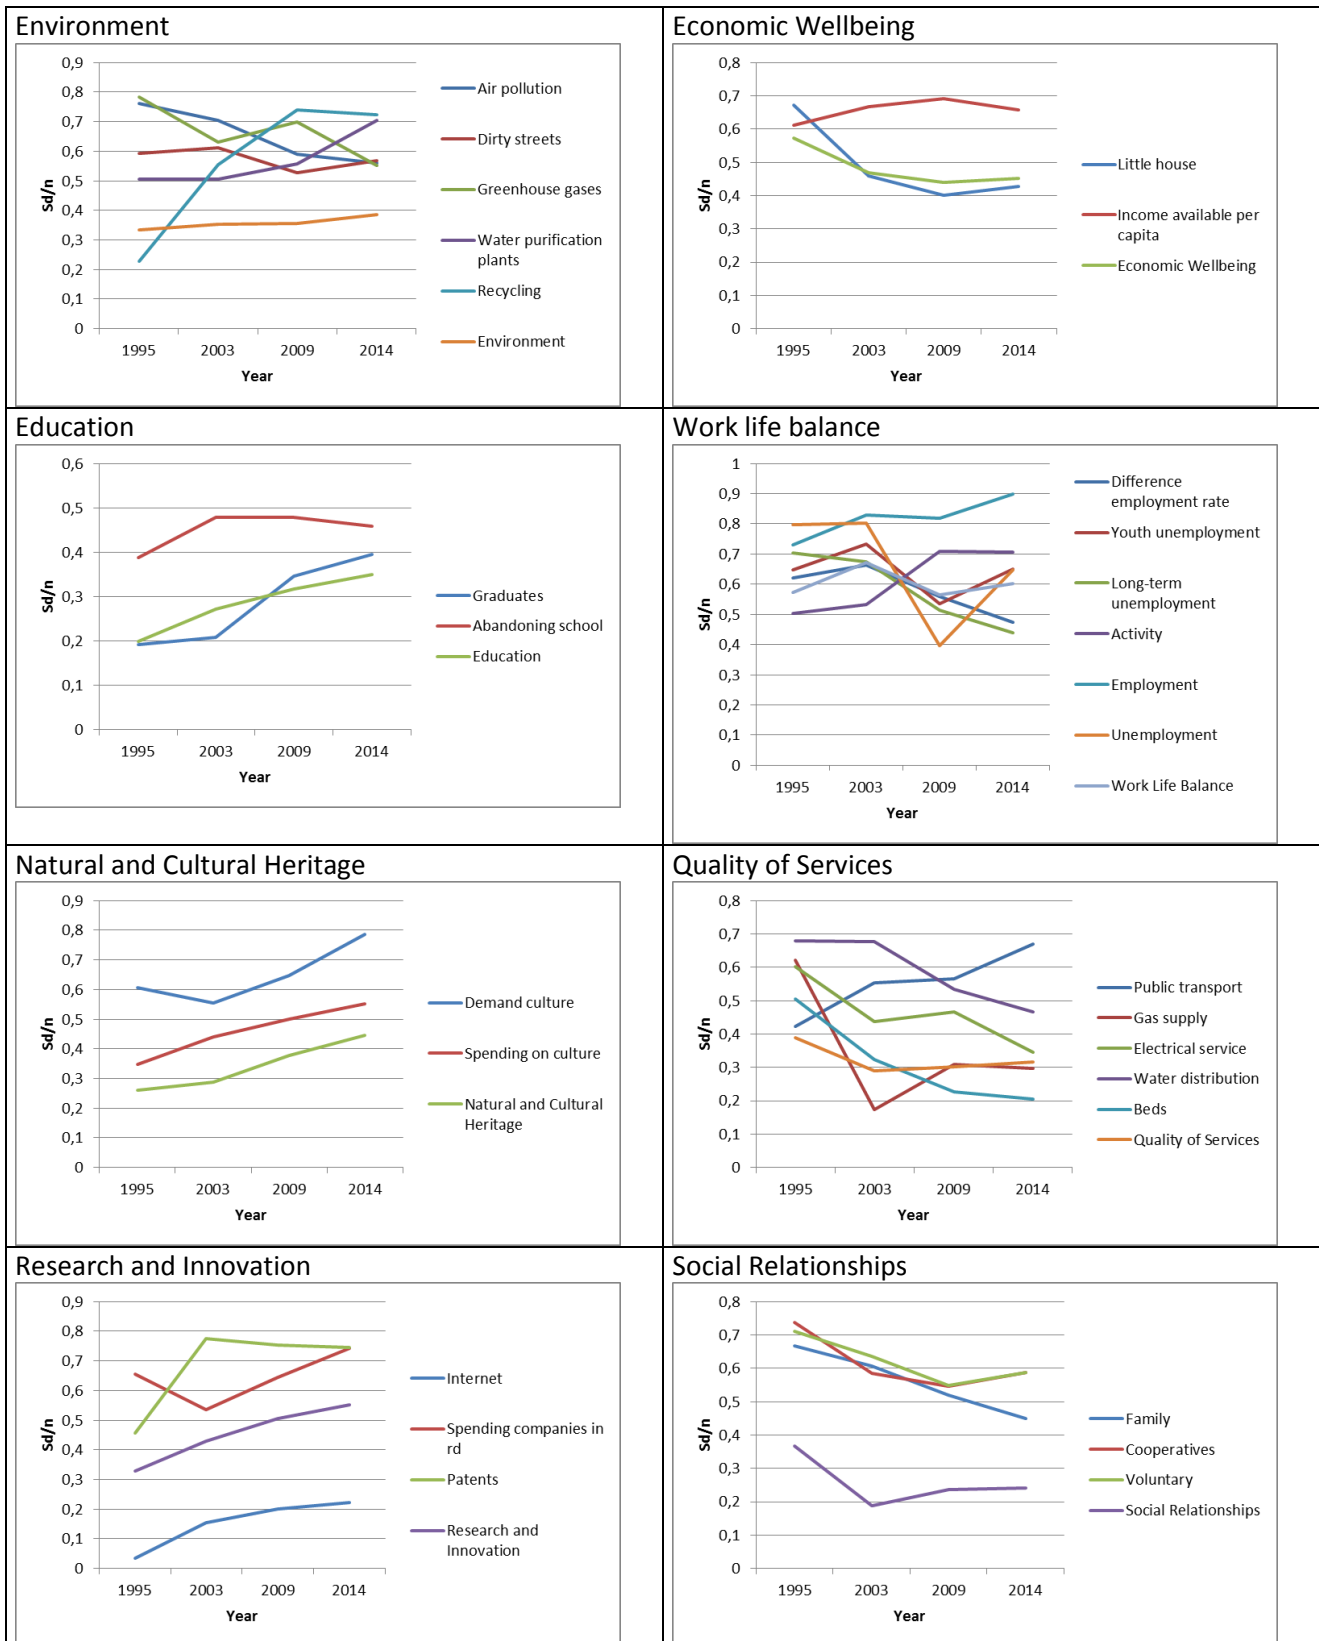 Environment
0,9
0,8
0,7
0,6
0,5
0,4
0,3
0,2
0,1
0
Sd/n
1995 2003 2009 2014
Year
Air pollution
Dirty streets
Greenhouse gases
Water purification
plants
Recycling
Environment
Economic Wellbeing
0,8
0,7
0,6
0,5
0,4
0,3
0,2
0,1
0
Sd/n
1995 2003 2009 2014
Year
Little house
Income available per
capita
Economic Wellbeing
Education
0,6
0,5
0,4
0,3
0,2
0,1
0
Sd/n
1995 2003 2009 2014
Year
Graduates
Abandoning school
Education
Work life balance
1
0,9
0,8
0,7
0,6
0,5
0,4
0,3
0,2
0,1
0
Sd/n
1995 2003 2009 2014
Year
Difference
employment rate
Youth unemployment
Long-term
unemployment
Activity
Employment
Unemployment
Work Life Balance
Natural and Cultural Heritage
0,9
0,8
0,7
0,6
0,5
0,4
0,3
0,2
0,1
0
Sd/n
1995 2003 2009 2014
Year
Demand culture
Spending on culture
Natural and Cultural
Heritage
Quality of Services
0,8
0,7
0,6
0,5
0,4
0,3
0,2
0,1
0
Sd/n
1995 2003 2009 2014
Year
Public transport
Gas supply
Electrical service
Water distribution
Beds
Quality of Services
Research and Innovation
0,9
0,8
0,7
0,6
0,5
0,4
0,3
0,2
0,1
0
Sd/n
1995 2003 2009 2014
Year
Internet
Spending companies in
rd
Patents
Research and
Innovation
Social Relationships
0,8
0,7
0,6
0,5
0,4
0,3
0,2
0,1
0
Sd/n
1995 2003 2009 2014
Year
Family
Cooperatives
Voluntary
Social Relationships